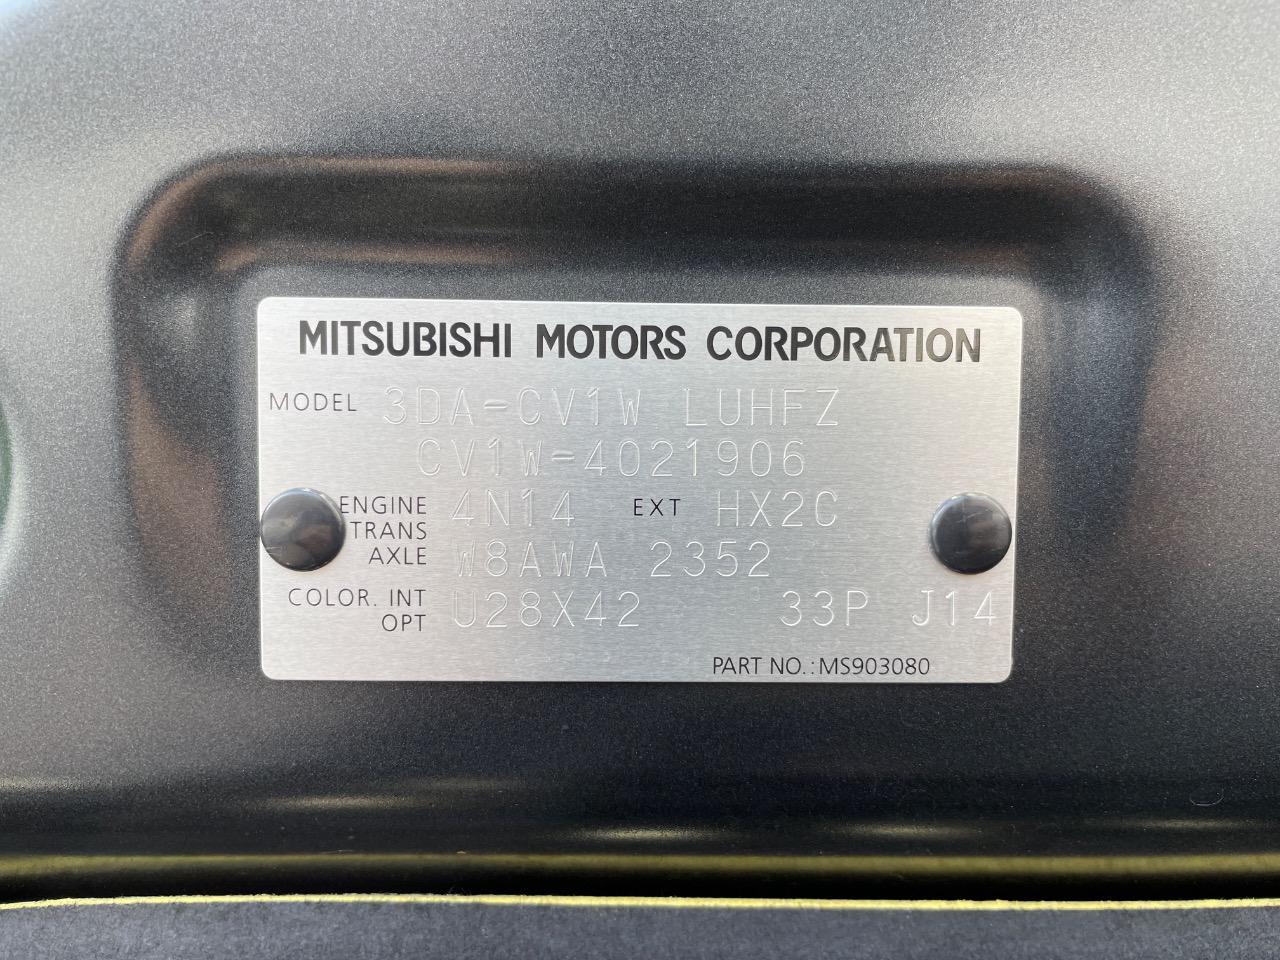 MITSUBISHI MOTORS CORPORATION
MODEL 3DA-CV1W LUHFZ
CV1W-4021906
ENGINE 4N14 EXT HX2C
TRANS
AXLE W8AWA 2352
COLOR. INT
OPT U28X42 33P J14
PART NO.: MS903080